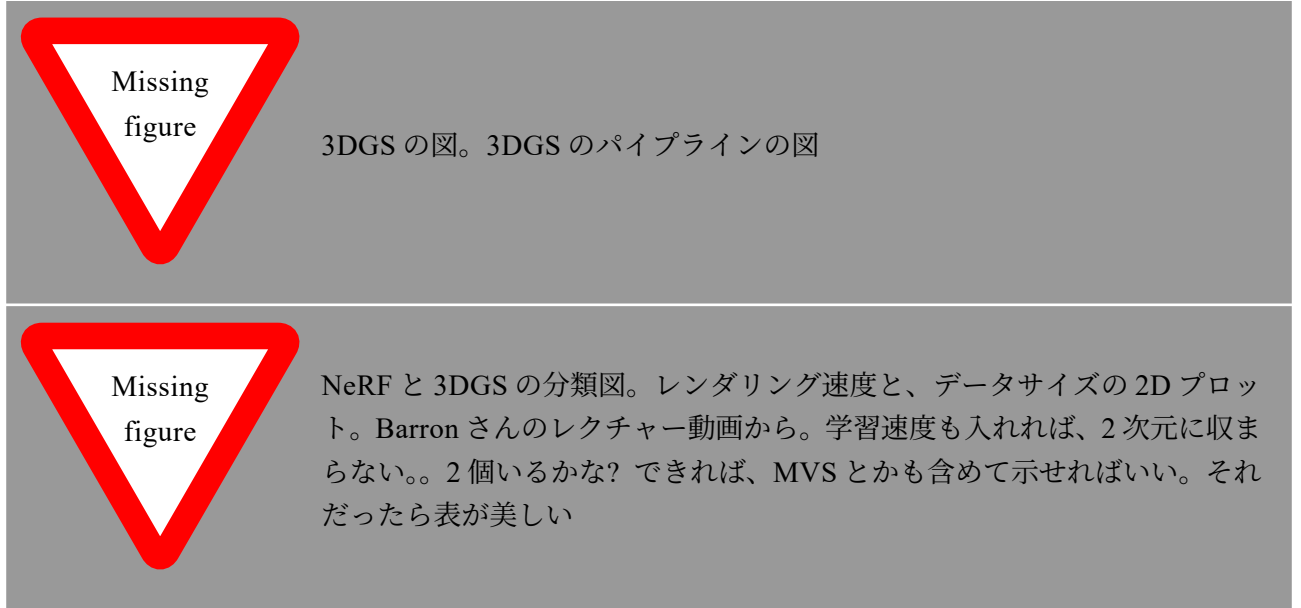 Missing
figure
3DGS の図。3DGS のパイプラインの図
Missing
figure
NeRF と 3DGS の分類図。レンダリング速度と、データサイズの 2D プロッ
ト。Barron さんのレクチャー動画から。学習速度も入れれば、2 次元に収ま
らない。。2 個いるかな? できれば、MVS とかも含めて示せればいい。それ
だったら表が美しい